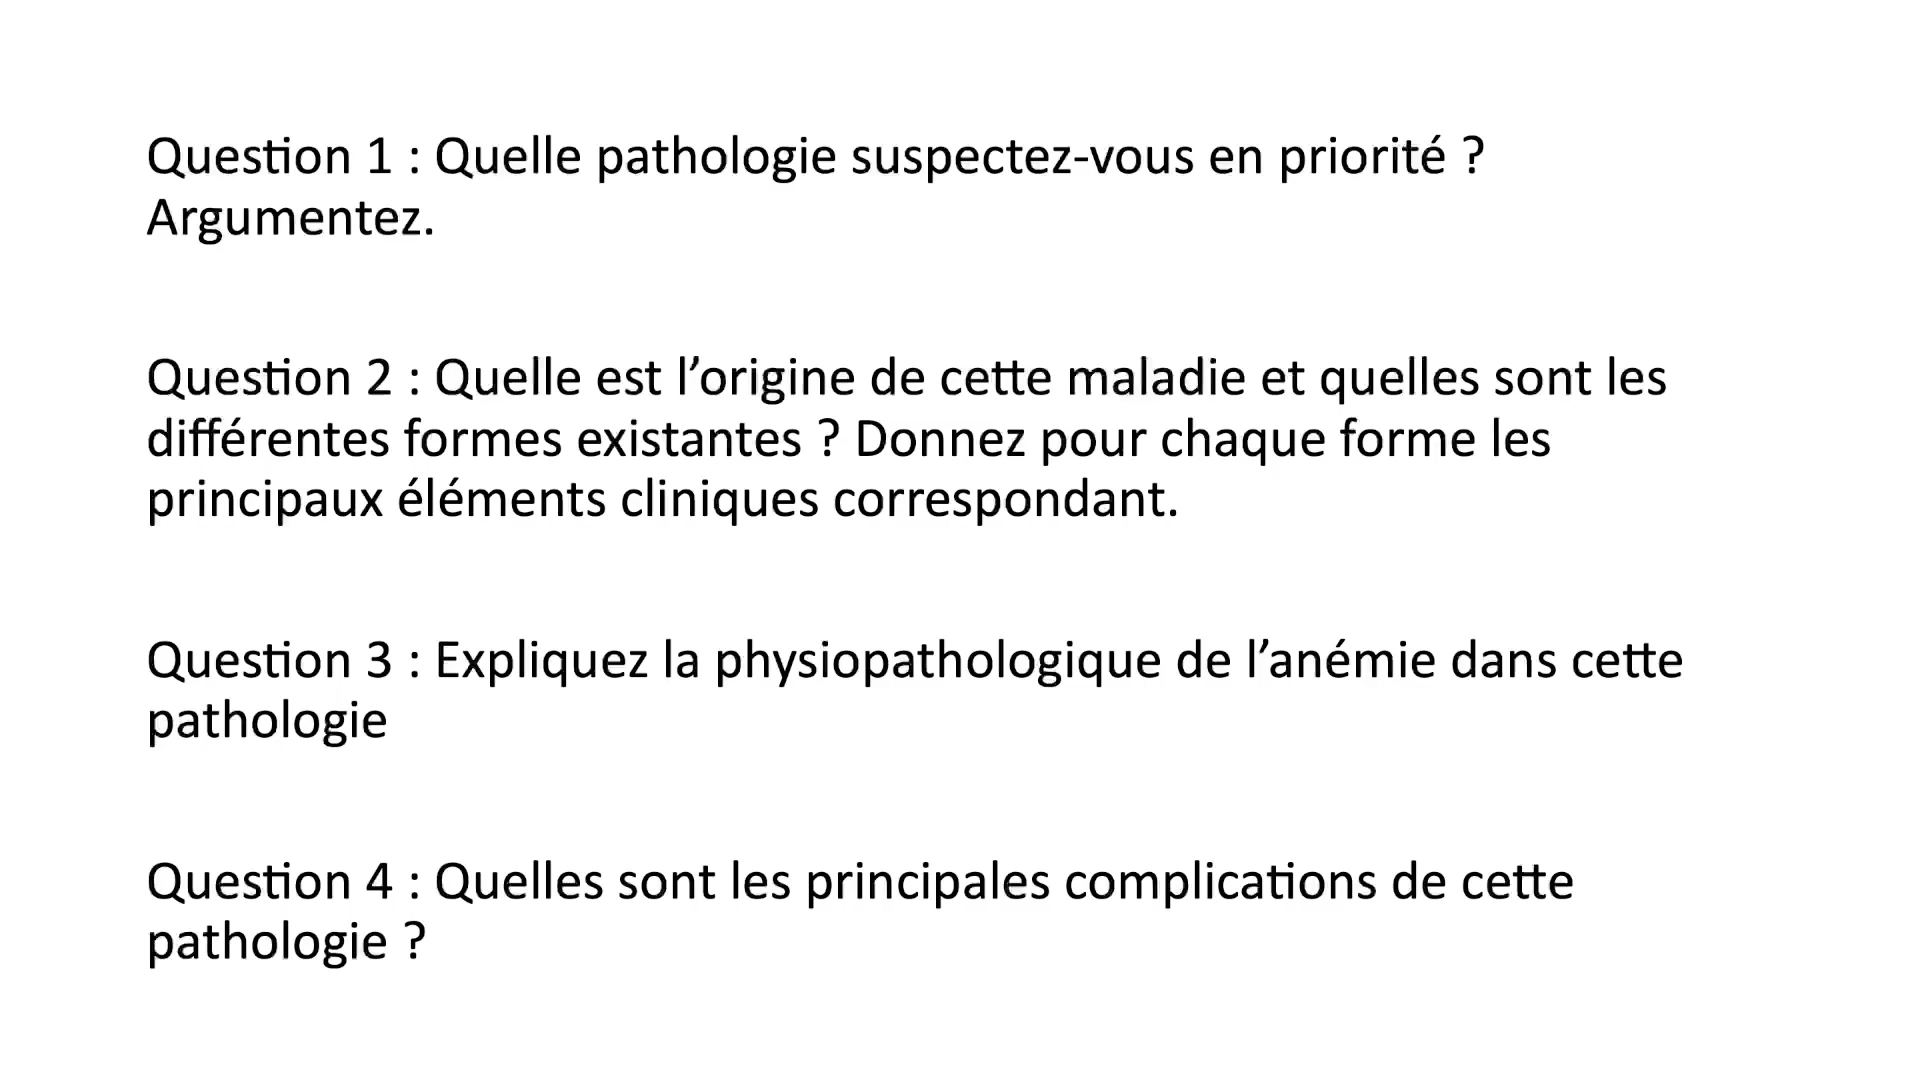 Question 1 : Quelle pathologie suspectez-vous en priorité ?
Argumentez.
Question 2 : Quelle est l’origine de cette maladie et quelles sont les
différentes formes existantes ? Donnez pour chaque forme les
principaux éléments cliniques correspondant.
Question 3 : Expliquez la physiopathologique de l’anémie dans cette
pathologie
Question 4 : Quelles sont les principales complications de cette
pathologie ?